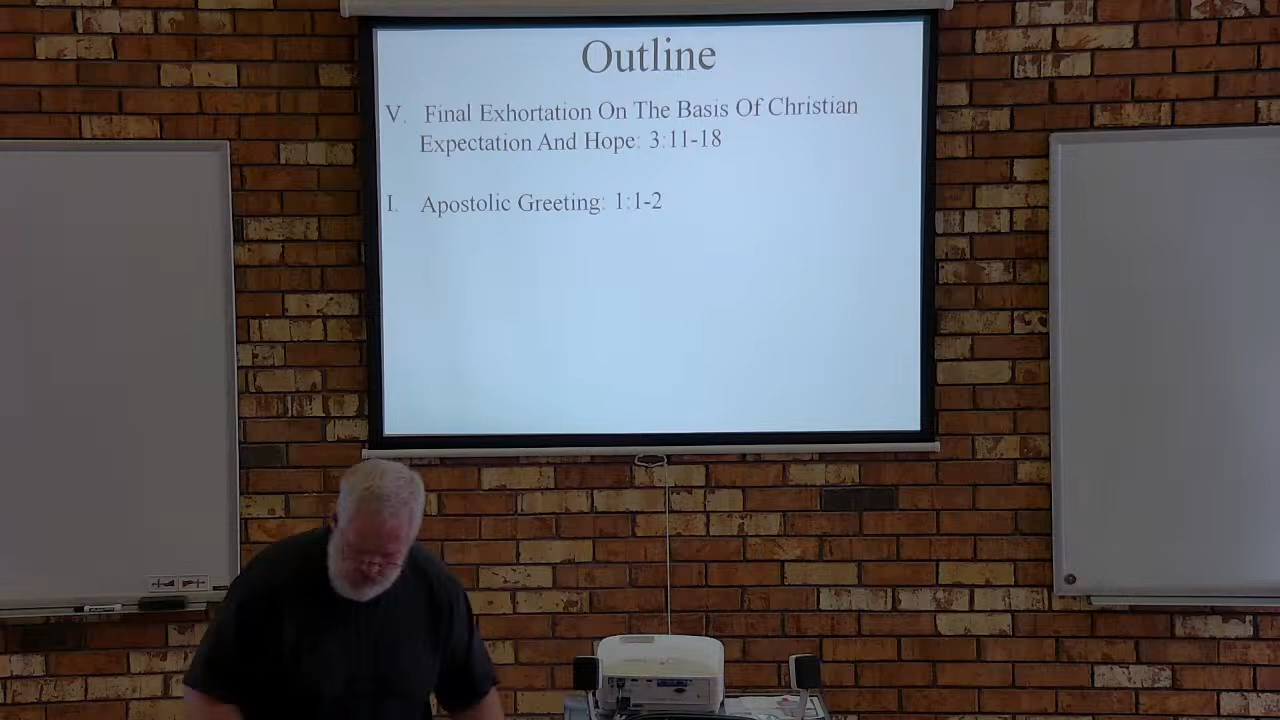 Outline
V. Final Exhortation On The Basis Of Christian
Expectation And Hope: 3:11-18
I. Apostolic Greeting: 1:1-2